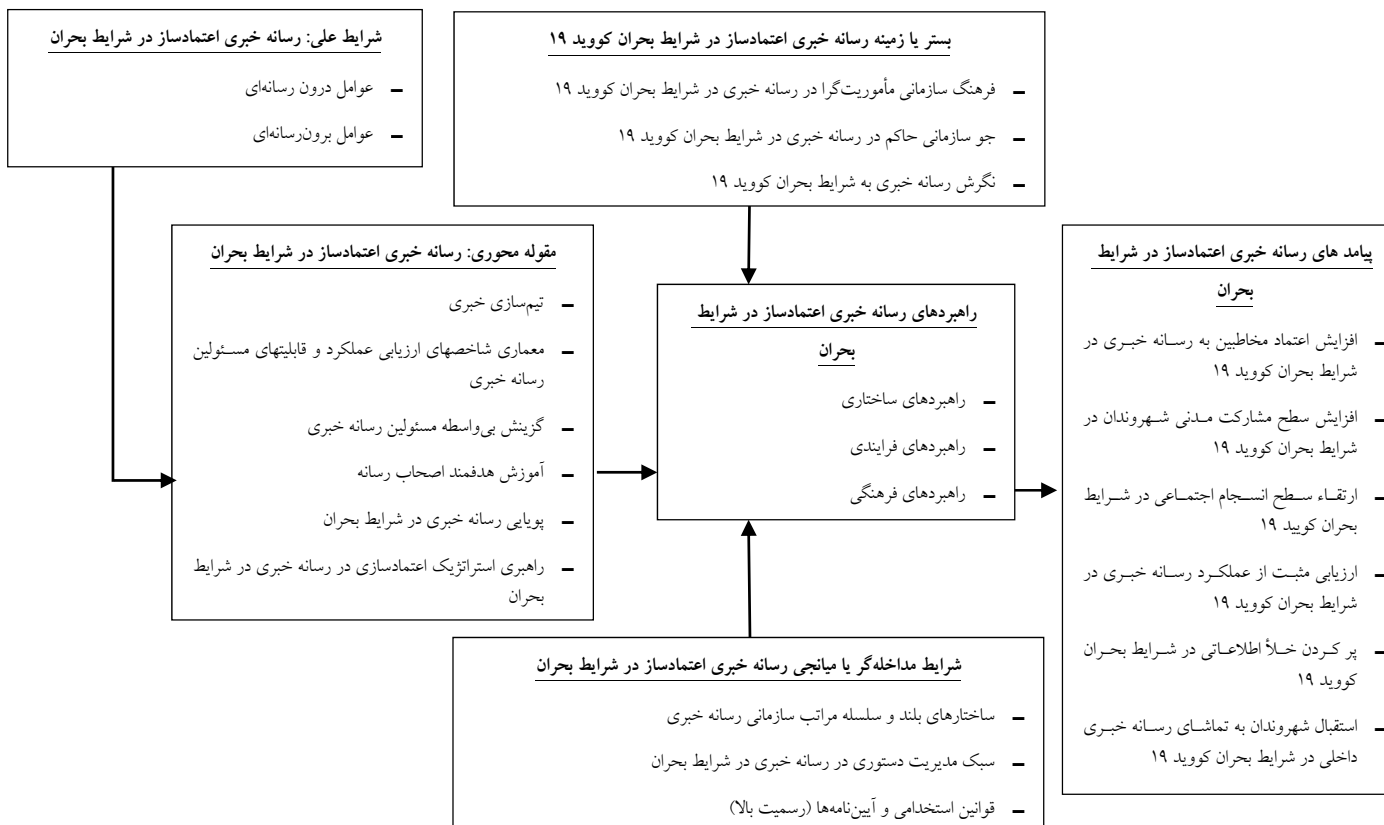 شرایط علی: رسانه خبری اعتمادساز در شرایط بحران
عوامل درون رسانه‌ای
عوامل برون‌رسانه‌ای
بستر یا زمینه رسانه خبری اعتمادساز در شرایط بحران کووید ۱۹
فرهنگ سازمانی مأموریت‌گرا در رسانه خبری در شرایط بحران کووید ۱۹
جو سازمانی حاکم در رسانه خبری در شرایط بحران کووید ۱۹
نگرش رسانه خبری به شرایط بحران کووید ۱۹
مقوله محوری: رسانه خبری اعتمادساز در شرایط بحران
تیم‌سازی خبری
معماری شاخصهای ارزیابی عملکرد و قابلیتهای مسئولین
رسانه خبری
گزینش بی‌واسطه مسئولین رسانه خبری
آموزش هدفمند اصحاب رسانه
پویایی رسانه خبری در شرایط بحران
راهبری استراتژیک اعتمادسازی در رسانه خبری در شرایط
بحران
راهبردهای رسانه خبری اعتمادساز در شرایط
بحران
راهبردهای ساختاری
راهبردهای فرایندی
راهبردهای فرهنگی
شرایط مداخله‌گر یا میانجی رسانه خبری اعتمادساز در شرایط بحران
ساختارهای بلند و سلسله مراتب سازمانی رسانه خبری
سبک مدیریت دستوری در رسانه خبری در شرایط بحران
قوانین استخدامی و آیین‌نامه‌ها (رسمیت بالا)
پیامد های رسانه خبری اعتمادساز در شرایط
بحران
افزایش اعتماد مخاطبین به رسانه خبری در
شرایط بحران کووید ۱۹
افزایش سطح مشارکت مدنی شهروندان در
شرایط بحران کووید ۱۹
ارتقاء سطح انسجام اجتماعی در شرایط
بحران کویید ۱۹
ارزیابی مثبت از عملکرد رسانه خبری در
شرایط بحران کووید ۱۹
پر کردن خلأ اطلاعاتی در شرایط بحران
کووید ۱۹
استقبال شهروندان به تماشای رسانه خبری
داخلی در شرایط بحران کووید ۱۹